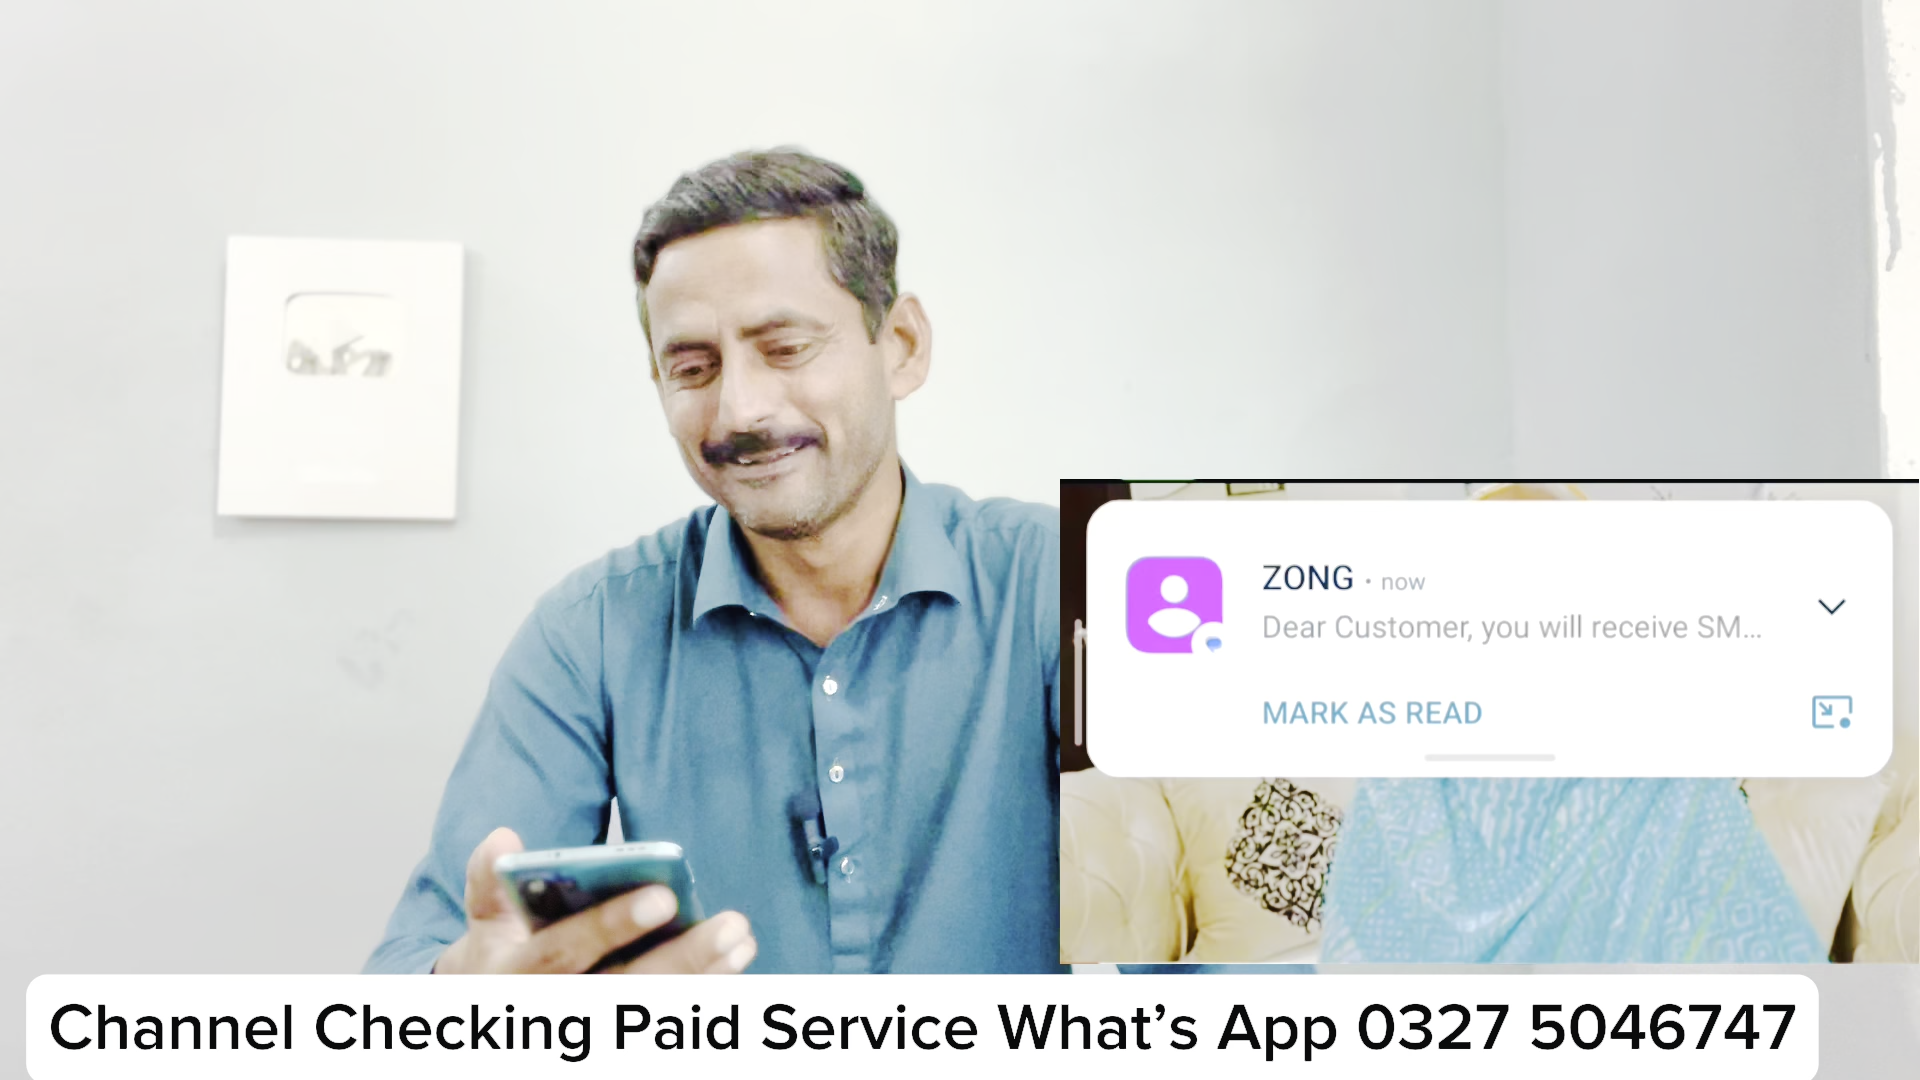 ZONG • now
Dear Customer, you will receive SM...
MARK AS READ
Channel Checking Paid Service What’s App 0327 5046747